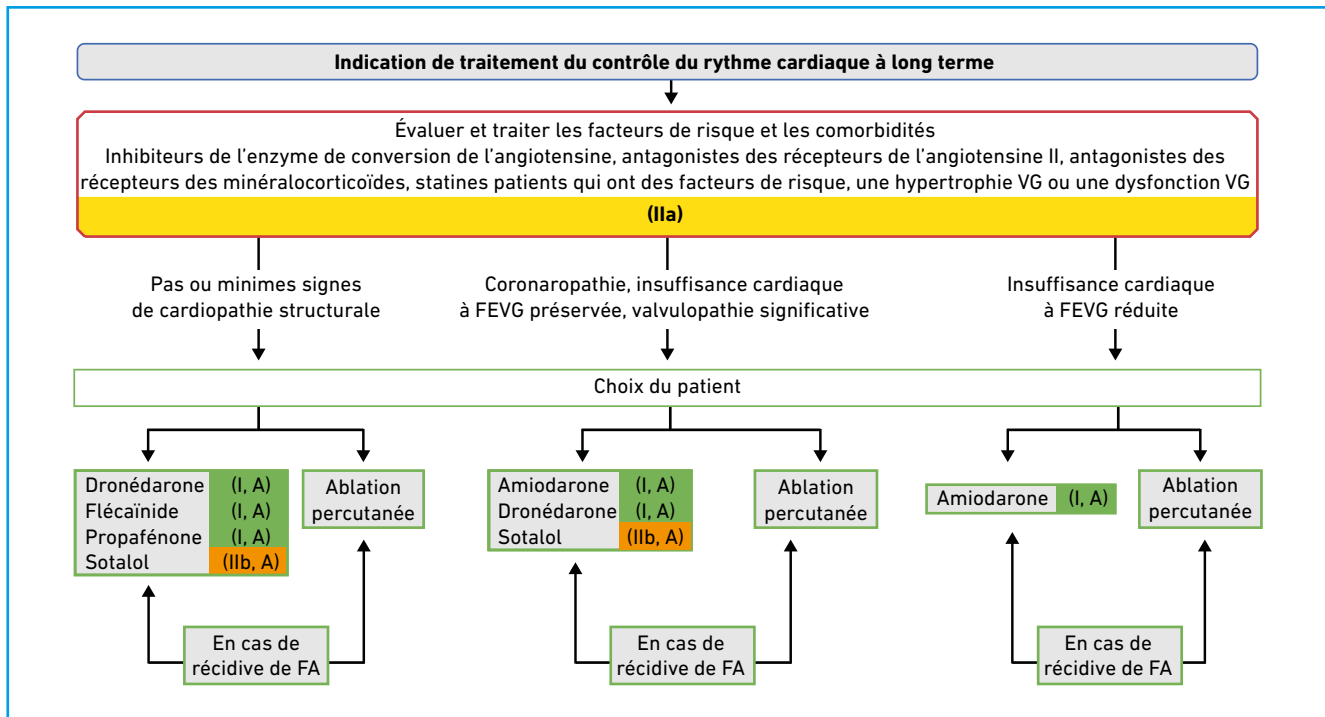 Indication de traitement du contrôle du rythme cardiaque à long terme
Évaluer et traiter les facteurs de risque et les comorbidités
Inhibiteurs de l'enzyme de conversion de l'angiotensine, antagonistes des récepteurs de l'angiotensine II, antagonistes des
récepteurs des minéralocorticoïdes, statines patients qui ont des facteurs de risque, une hypertrophie VG ou une dysfonction VG
(IIa)
Pas ou minimes signes
de cardiopathie structurale
Coronaropathie, insuffisance cardiaque
à FEVG préservée, valvulopathie significative
Insuffisance cardiaque
à FEVG réduite
Choix du patient
Dronédarone (I, A)
Flécaïnide (I, A)
Propafénone (I, A)
Sotalol (IIb, A)
Ablation
percutanée
Amiodarone (I, A)
Dronédarone (I, A)
Sotalol (IIb, A)
Ablation
percutanée
Amiodarone (I, A)
Ablation
percutanée
En cas de
récidive de FA
En cas de
récidive de FA
En cas de
récidive de FA